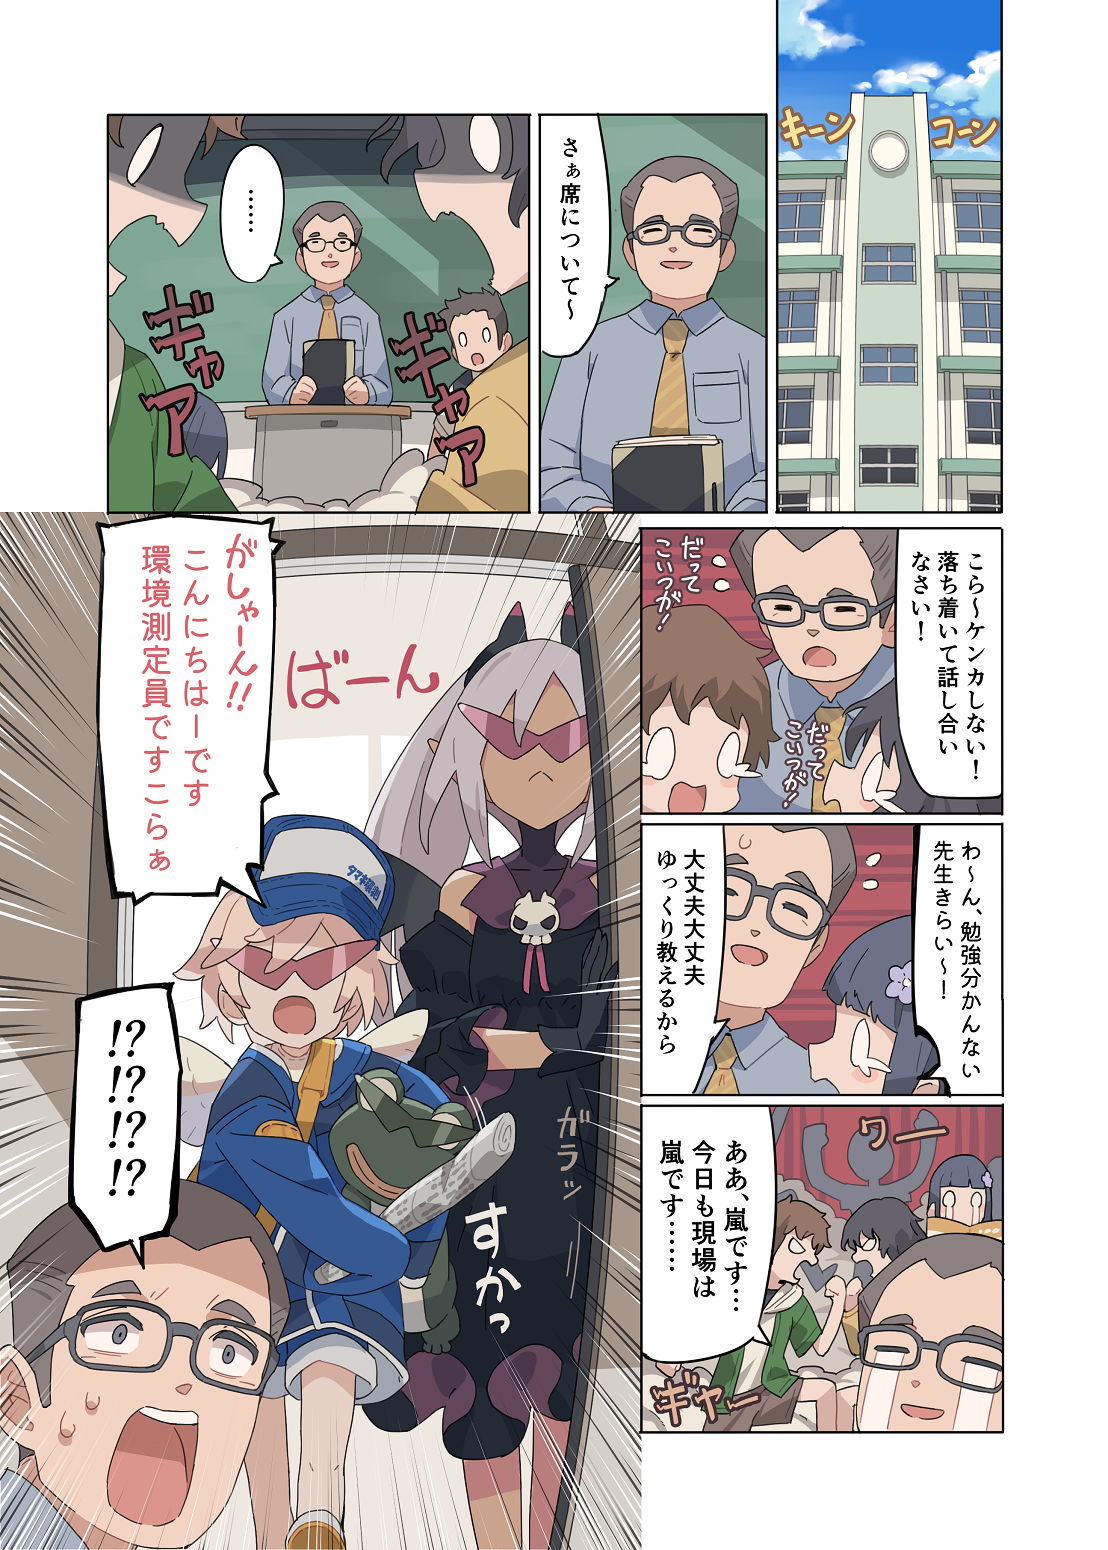 キーン
コーン
さぁ席について〜
……
ギャァ
ギャァ
こら〜ケンカしない！
落ち着いて話し合い
なさい！
だって
こいつが！
だって
こいつが！
わ〜ん、勉強分かんない
先生きらい〜！
大丈夫大丈夫
ゆっくり教えるから
ワー
ああ、嵐です…
今日も現場は
嵐です……
ギャー
がしゃーん!!
こんにちはーです
環境測定員ですこらぁ
ばーん
ガラッ
すかっ
!?
!?
!?
!?